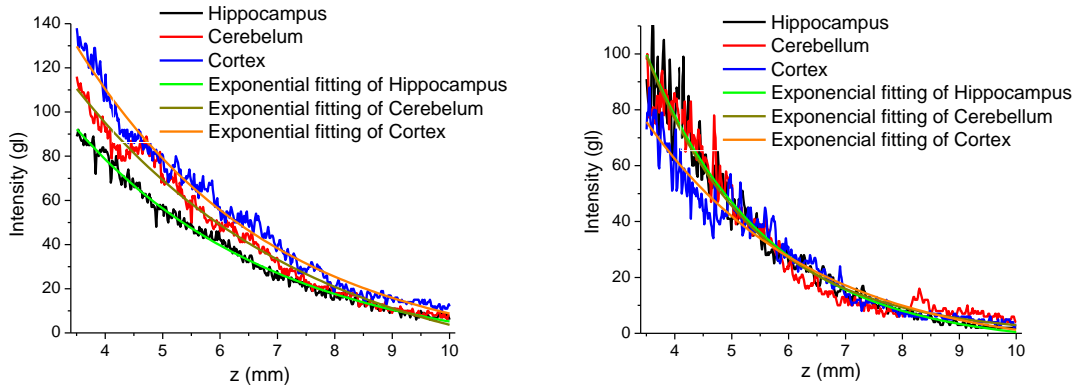 Hippocampus
Cerebelum
Cortex
Exponential fitting of Hippocampus
Exponential fitting of Cerebelum
Exponential fitting of Cortex
140
120
100
80
60
40
20
0
Intensity (gl)
4 5 6 7 8 9 10
z (mm)
Hippocampus
Cerebellum
Cortex
Exponencial fitting of Hippocampus
Exponencial fitting of Cerebellum
Exponencial fitting of Cortex
100
80
60
40
20
0
Intensity (gl)
4 5 6 7 8 9 10
z (mm)